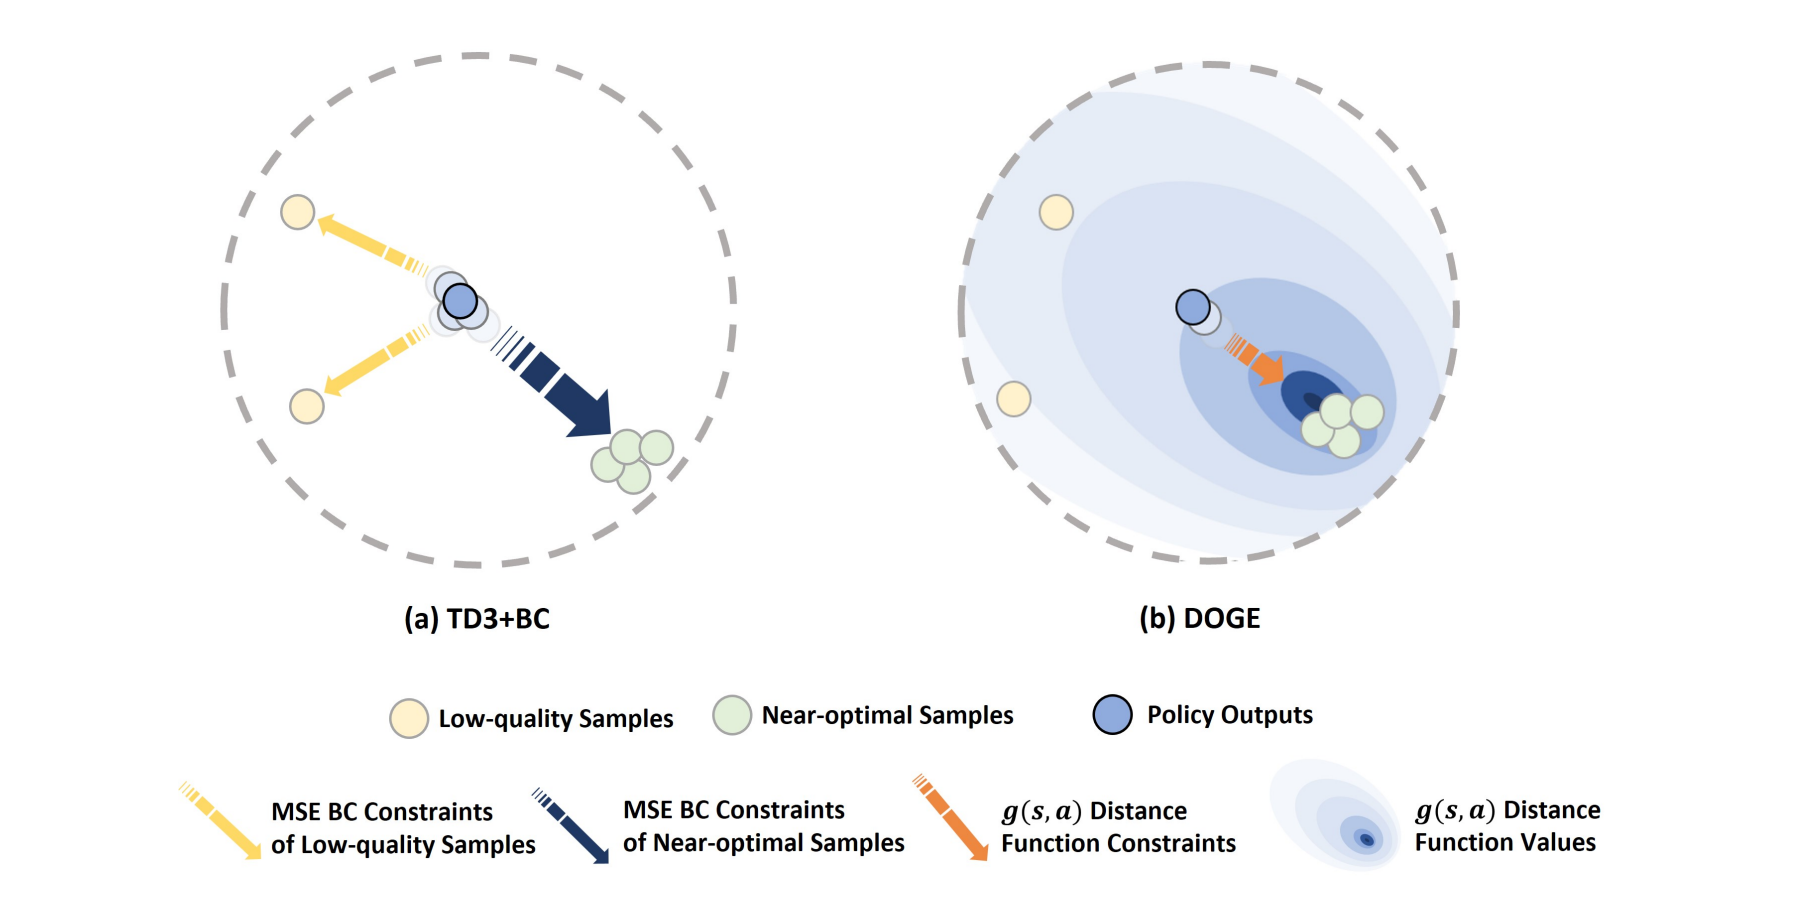 (a) TD3+BC
(b) DOGE
Low-quality Samples
Near-optimal Samples
Policy Outputs
MSE BC Constraints
of Low-quality Samples
MSE BC Constraints
of Near-optimal Samples
g(s, a) Distance
Function Constraints
g(s, a) Distance
Function Values